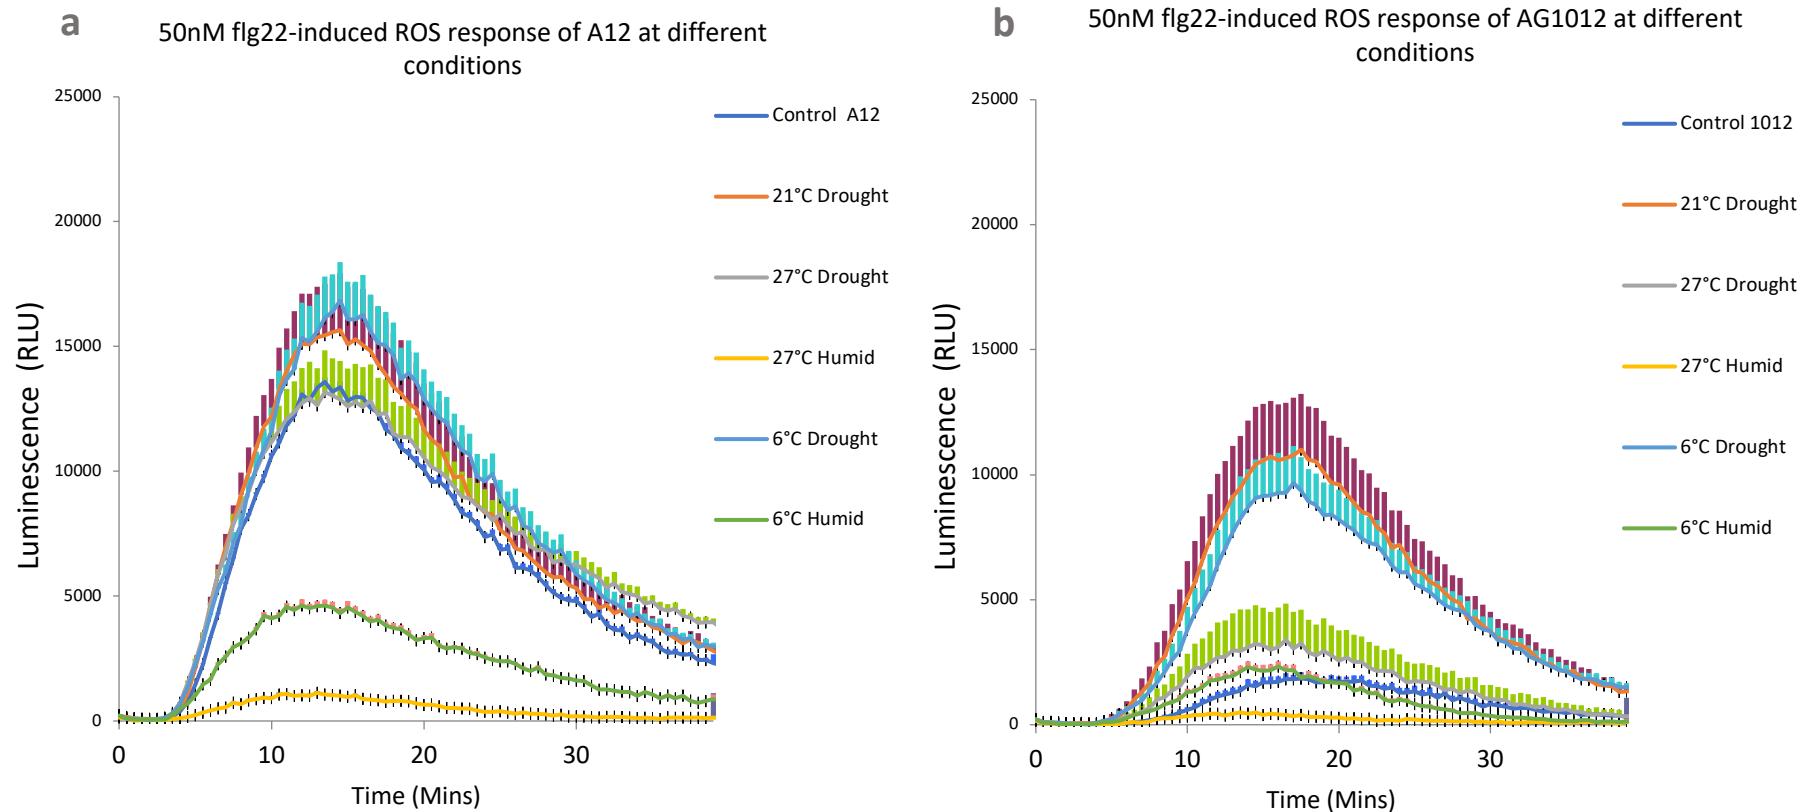 a
50nM flg22-induced ROS response of A12 at different
conditions
25000
20000
15000
10000
5000
0
0
10
20
30
Luminescence (RLU)
Time (Mins)
Control A12
21°C Drought
27°C Drought
27°C Humid
6°C Drought
6°C Humid
b
50nM flg22-induced ROS response of AG1012 at different
conditions
25000
20000
15000
10000
5000
0
0
10
20
30
Luminescence (RLU)
Time (Mins)
Control 1012
21°C Drought
27°C Drought
27°C Humid
6°C Drought
6°C Humid